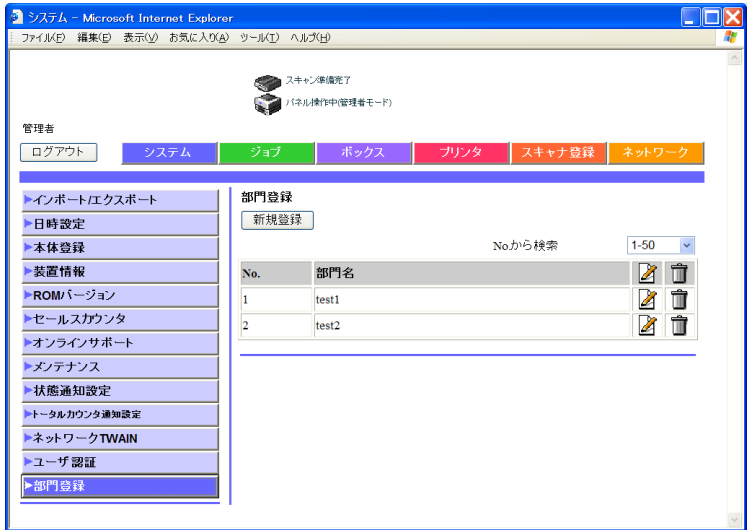 システム - Microsoft Internet Explorer
ファイル(F) 編集(E) 表示(V) お気に入り(A) ツール(T) ヘルプ(H)
スキャン準備完了
パネル操作中(管理者モード)
管理者
ログアウト システム ジョブ ボックス プリンタ スキャナ登録 ネットワーク
インポート/エクスポート
日時設定
本体登録
装置情報
ROMバージョン
セールスカウンタ
オンラインサポート
メンテナンス
状態通知設定
トータルカウンタ通知設定
ネットワークTWAIN
ユーザ認証
部門登録
部門登録
新規登録
No.から検索 1-50
No. 部門名
1 test1
2 test2